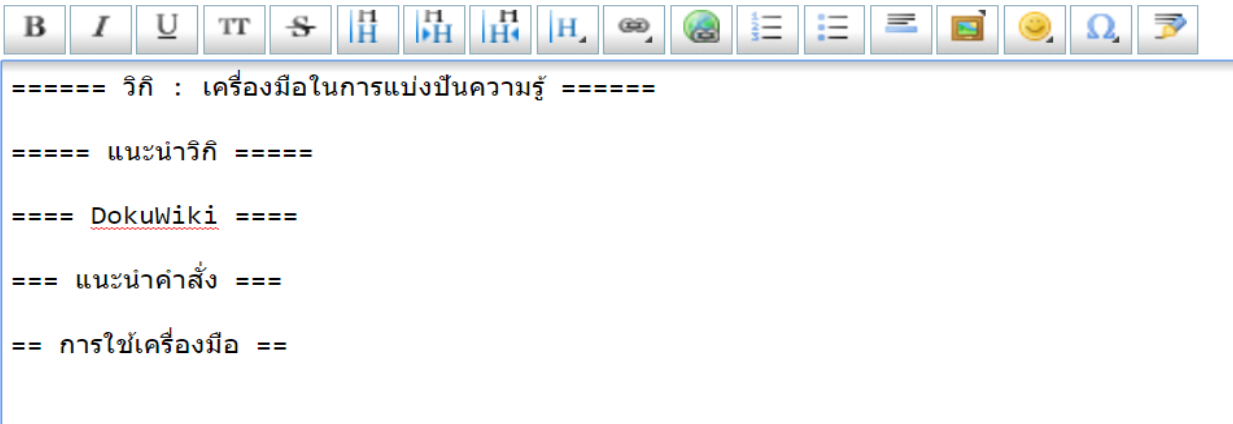 B I U TT S H H H H H H H Ω
====== วิกิ : เครื่องมือในการแบ่งปันความรู้ ======
===== แนะนำวิกิ =====
==== DokuWiki ====
=== แนะนำคำสั่ง ===
== การใช้เครื่องมือ ==